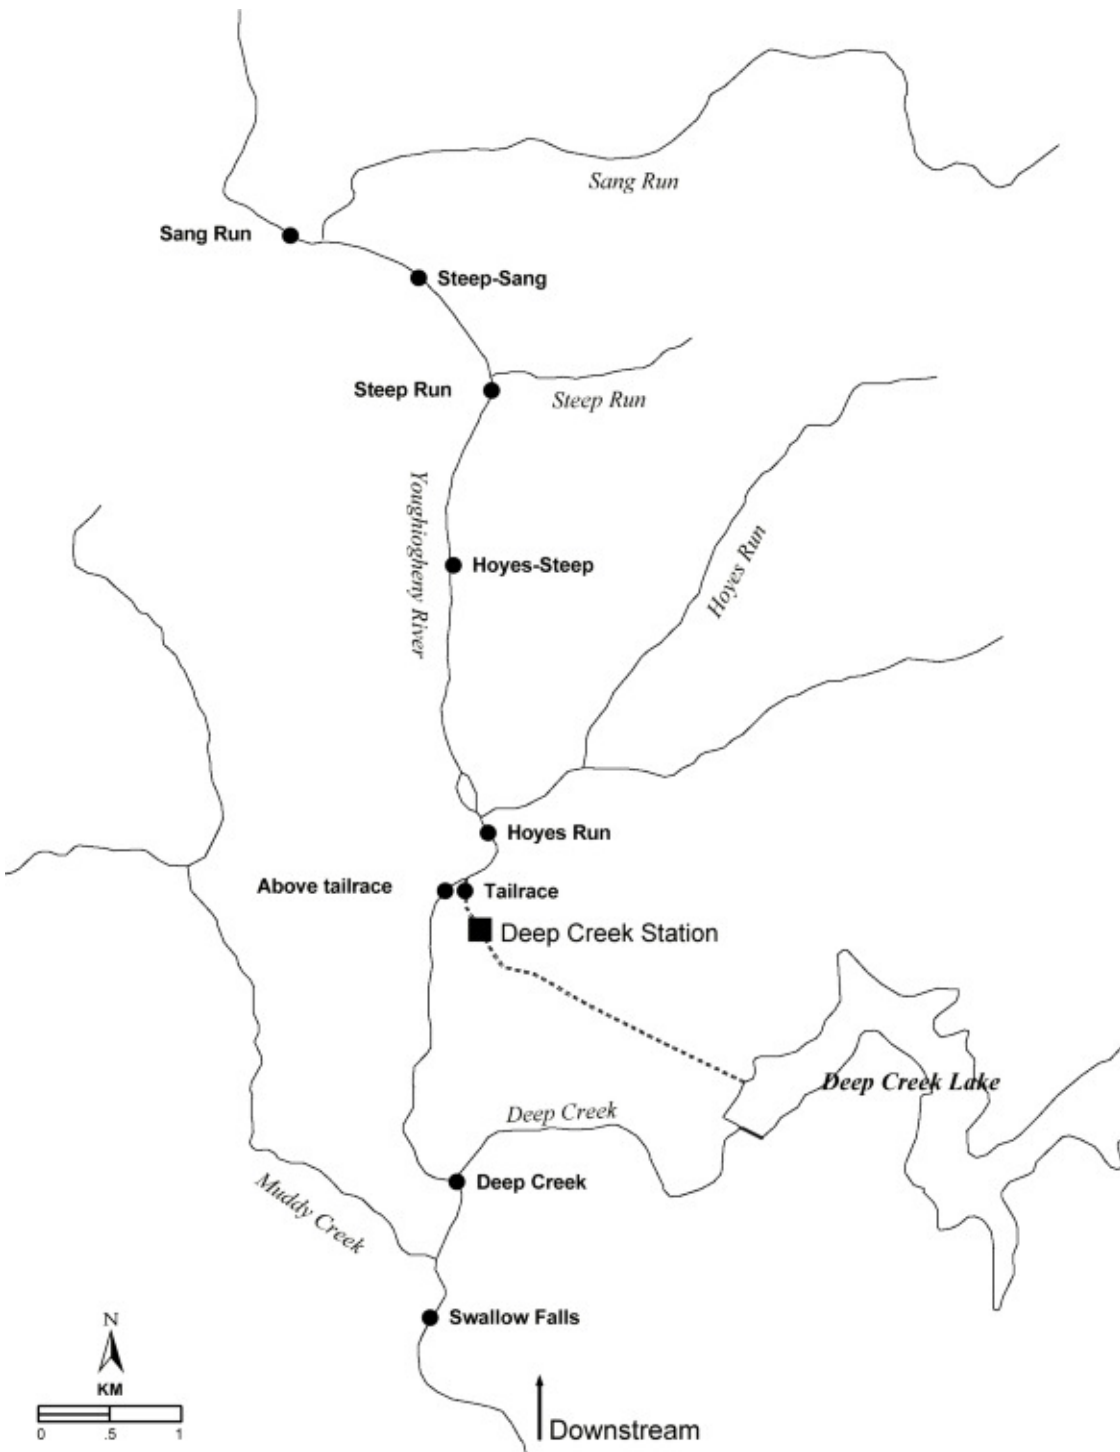 Sang Run
Sang Run
Steep-Sang
Steep Run
Steep Run
Youghiogheny River
Hoyes Run
Hoyes-Steep
Hoyes Run
Above tailrace
Tailrace
Deep Creek Station
Deep Creek Lake
Deep Creek
Deep Creek
Muddy Creek
Swallow Falls
N
KM
0 .5 1
Downstream